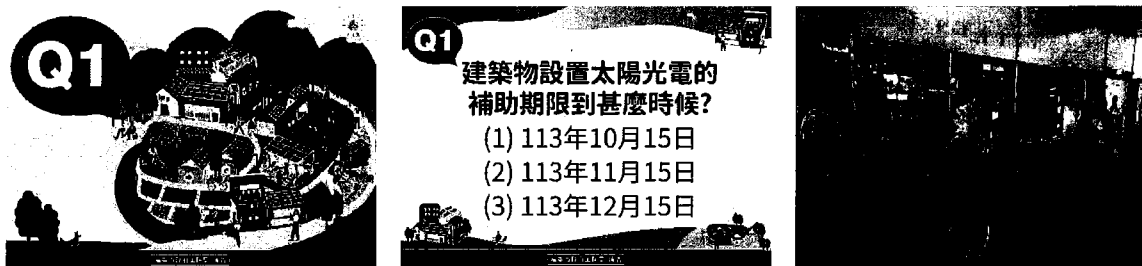 Q1
Q1
建築物設置太陽光電的
補助期限到甚麼時候?
(1) 113年10月15日
(2) 113年11月15日
(3) 113年12月15日